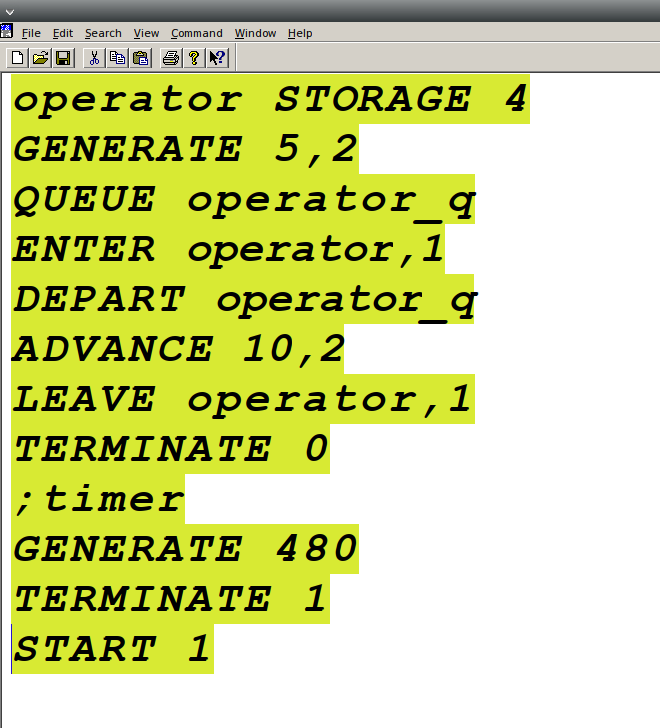 File Edit Search View Command Window Help
operator STORAGE 4
GENERATE 5,2
QUEUE operator_q
ENTER operator,1
DEPART operator_q
ADVANCE 10,2
LEAVE operator,1
TERMINATE 0
;timer
GENERATE 480
TERMINATE 1
START 1